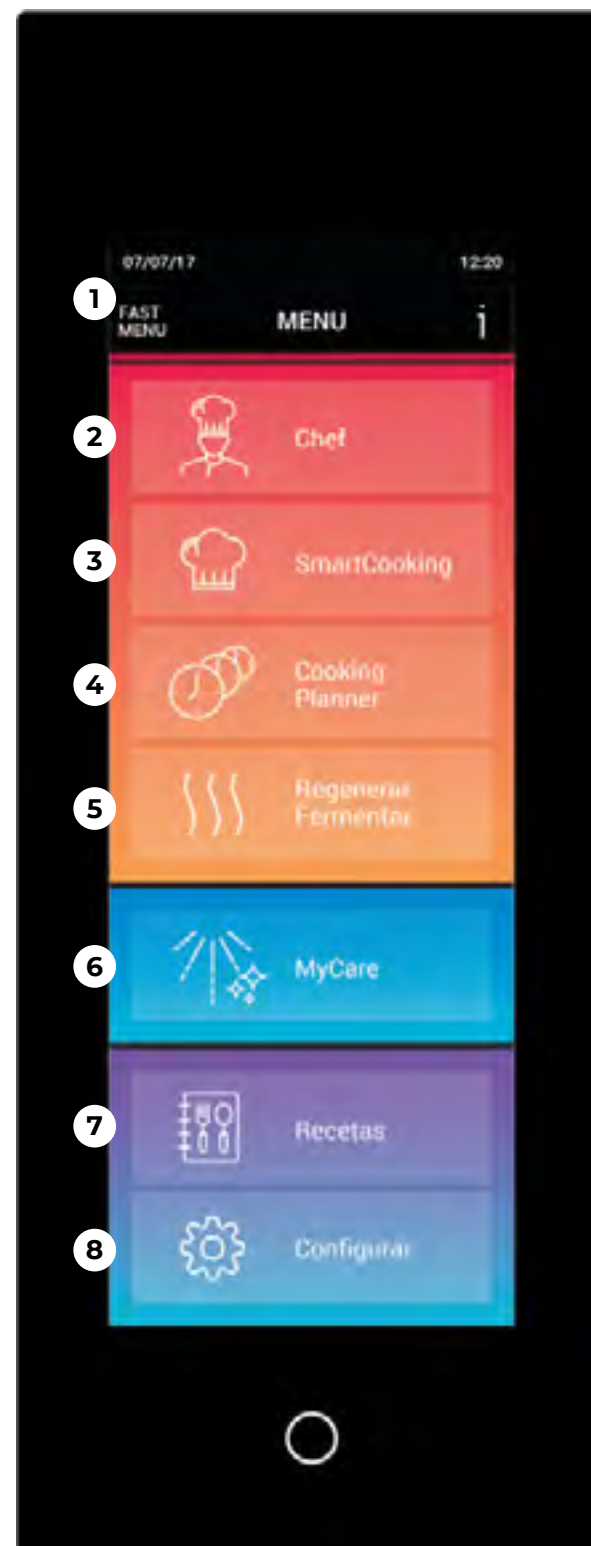 07/07/17 12:20
1
FAST MENU i
MENU
2 Chef
3 SmartCooking
4 Cooking
Planner
5 Regenerar
Fermentar
6 MyCare
7 Recetas
8 Configurar